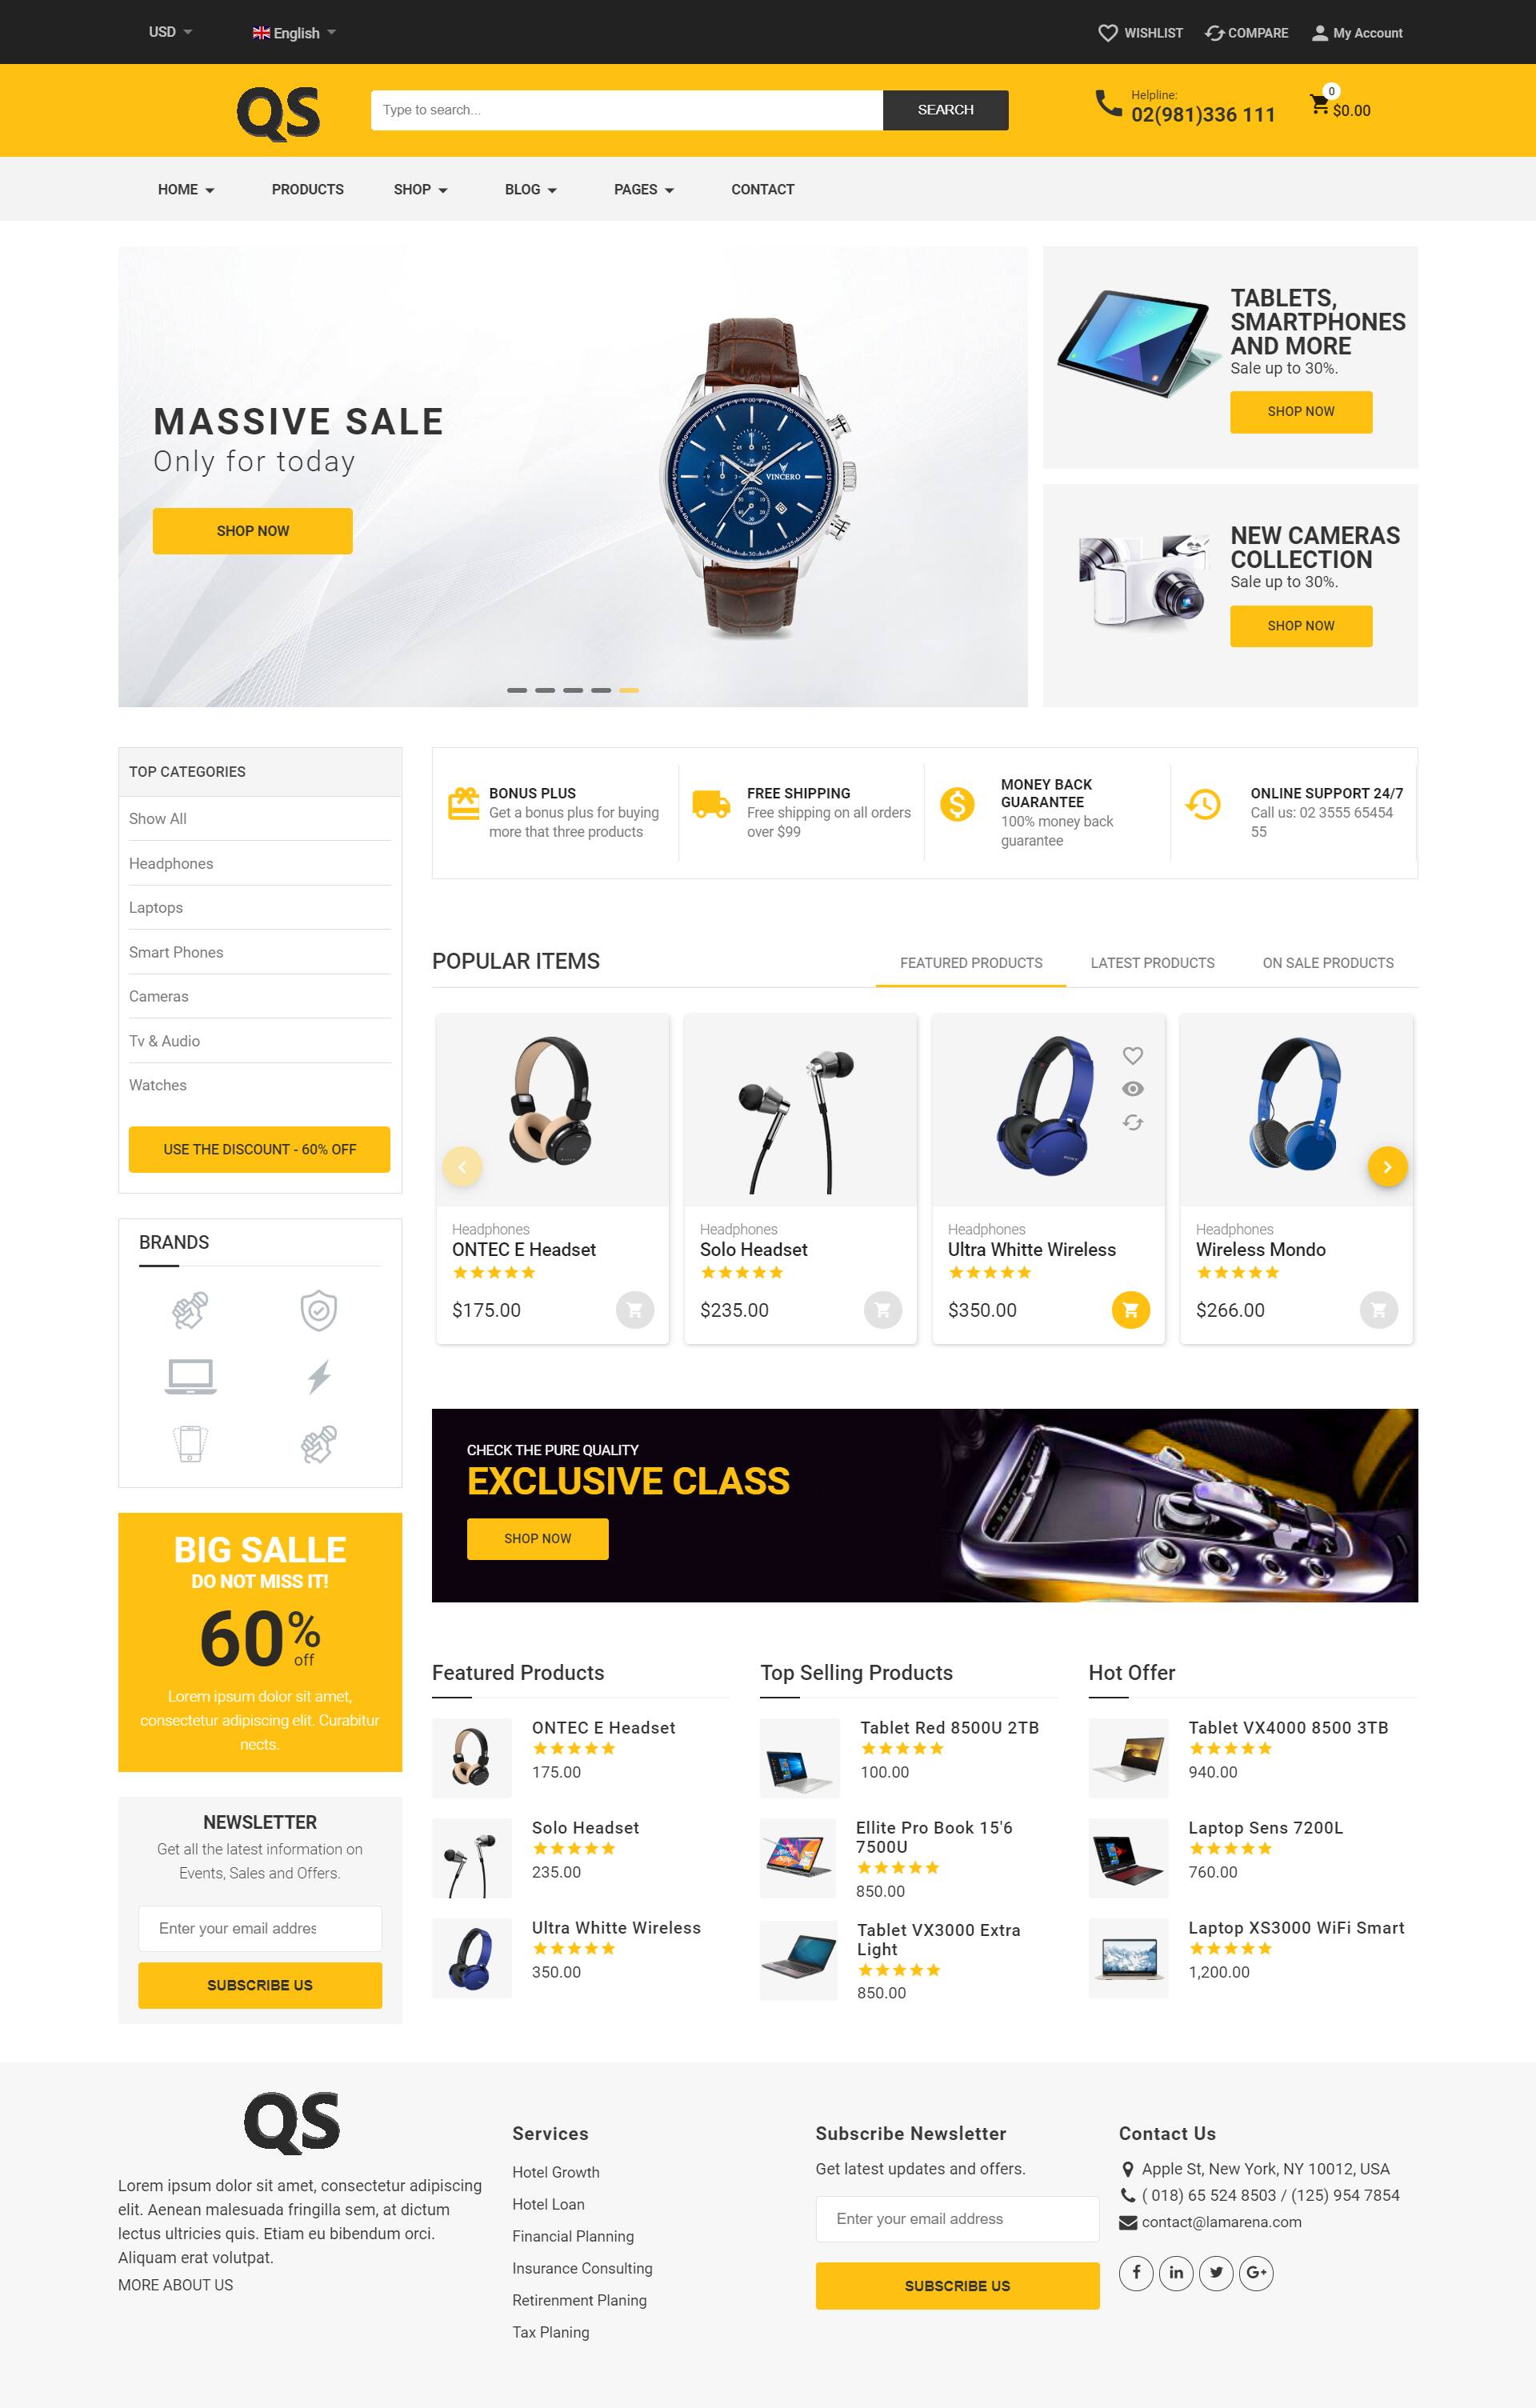 USD
English
WISHLIST
COMPARE
My Account
QS
Type to search...
SEARCH
Helpline:
02(981)336 111
0
$0.00
HOME
PRODUCTS
SHOP
BLOG
PAGES
CONTACT
MASSIVE SALE
Only for today
SHOP NOW
VINCERO
TABLETS,
SMARTPHONES
AND MORE
Sale up to 30%.
SHOP NOW
NEW CAMERAS
COLLECTION
Sale up to 30%.
SHOP NOW
TOP CATEGORIES
Show All
Headphones
Laptops
Smart Phones
Cameras
Tv & Audio
Watches
USE THE DISCOUNT - 60% OFF
BONUS PLUS
Get a bonus plus for buying
more that three products
FREE SHIPPING
Free shipping on all orders
over $99
MONEY BACK
GUARANTEE
100% money back
guarantee
ONLINE SUPPORT 24/7
Call us: 02 3555 65454
55
POPULAR ITEMS
FEATURED PRODUCTS
LATEST PRODUCTS
ON SALE PRODUCTS
Headphones
ONTEC E Headset
$175.00
Headphones
Solo Headset
$235.00
Headphones
Ultra Whitte Wireless
$350.00
Headphones
Wireless Mondo
$266.00
BRANDS
CHECK THE PURE QUALITY
EXCLUSIVE CLASS
SHOP NOW
BIG SALLE
DO NOT MISS IT!
60%
off
Lorem ipsum dolor sit amet,
consectetur adipiscing elit. Curabitur
nects.
NEWSLETTER
Get all the latest information on
Events, Sales and Offers.
Enter your email addres
SUBSCRIBE US
Featured Products
ONTEC E Headset
175.00
Solo Headset
235.00
Ultra Whitte Wireless
350.00
Top Selling Products
Tablet Red 8500U 2TB
100.00
Ellite Pro Book 15'6
7500U
850.00
Tablet VX3000 Extra
Light
850.00
Hot Offer
Tablet VX4000 8500 3TB
940.00
Laptop Sens 7200L
760.00
Laptop XS3000 WiFi Smart
1,200.00
QS
Lorem ipsum dolor sit amet, consectetur adipiscing
elit. Aenean malesuada fringilla sem, at dictum
lectus ultricies quis. Etiam eu bibendum orci.
Aliquam erat volutpat.
MORE ABOUT US
Services
Hotel Growth
Hotel Loan
Financial Planning
Insurance Consulting
Retirenment Planing
Tax Planing
Subscribe Newsletter
Get latest updates and offers.
Enter your email address
SUBSCRIBE US
Contact Us
Apple St, New York, NY 10012, USA
( 018) 65 524 8503 / (125) 954 7854
contact@lamarena.com